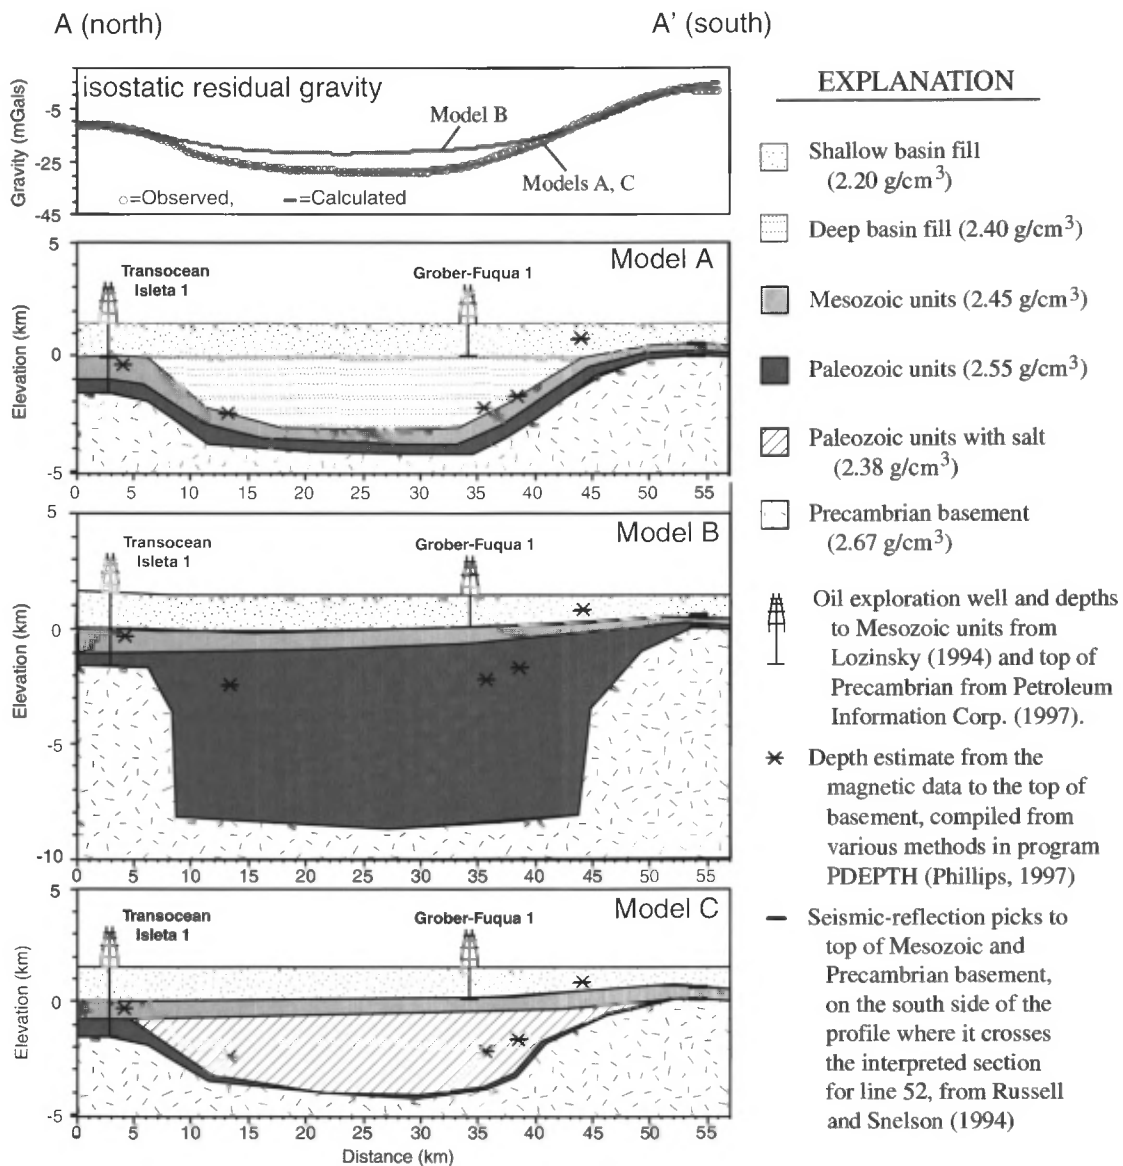 A (north)
A' (south)
isostatic residual gravity
Gravity (mGals)
-5
-25
-45
Model B
Models A, C
o=Observed, -=Calculated
Model A
Transocean
Isleta 1
Grober-Fuqua 1
Elevation (km)
5
0
-5
0 5 10 15 20 25 30 35 40 45 50 55
Model B
Transocean
Isleta 1
Grober-Fuqua 1
Elevation (km)
5
0
-5
-10
0 5 10 15 20 25 30 35 40 45 50 55
Model C
Transocean
Isleta 1
Grober-Fuqua 1
Elevation (km)
5
0
-5
0 5 10 15 20 25 30 35 40 45 50 55
Distance (km)
EXPLANATION
Shallow basin fill
(2.20 g/cm³)
Deep basin fill (2.40 g/cm³)
Mesozoic units (2.45 g/cm³)
Paleozoic units (2.55 g/cm³)
Paleozoic units with salt
(2.38 g/cm³)
Precambrian basement
(2.67 g/cm³)
Oil exploration well and depths
to Mesozoic units from
Lozinsky (1994) and top of
Precambrian from Petroleum
Information Corp. (1997).
Depth estimate from the
magnetic data to the top of
basement, compiled from
various methods in program
PDEPTH (Phillips, 1997)
Seismic-reflection picks to
top of Mesozoic and
Precambrian basement,
on the south side of the
profile where it crosses
the interpreted section
for line 52, from Russell
and Snelson (1994)